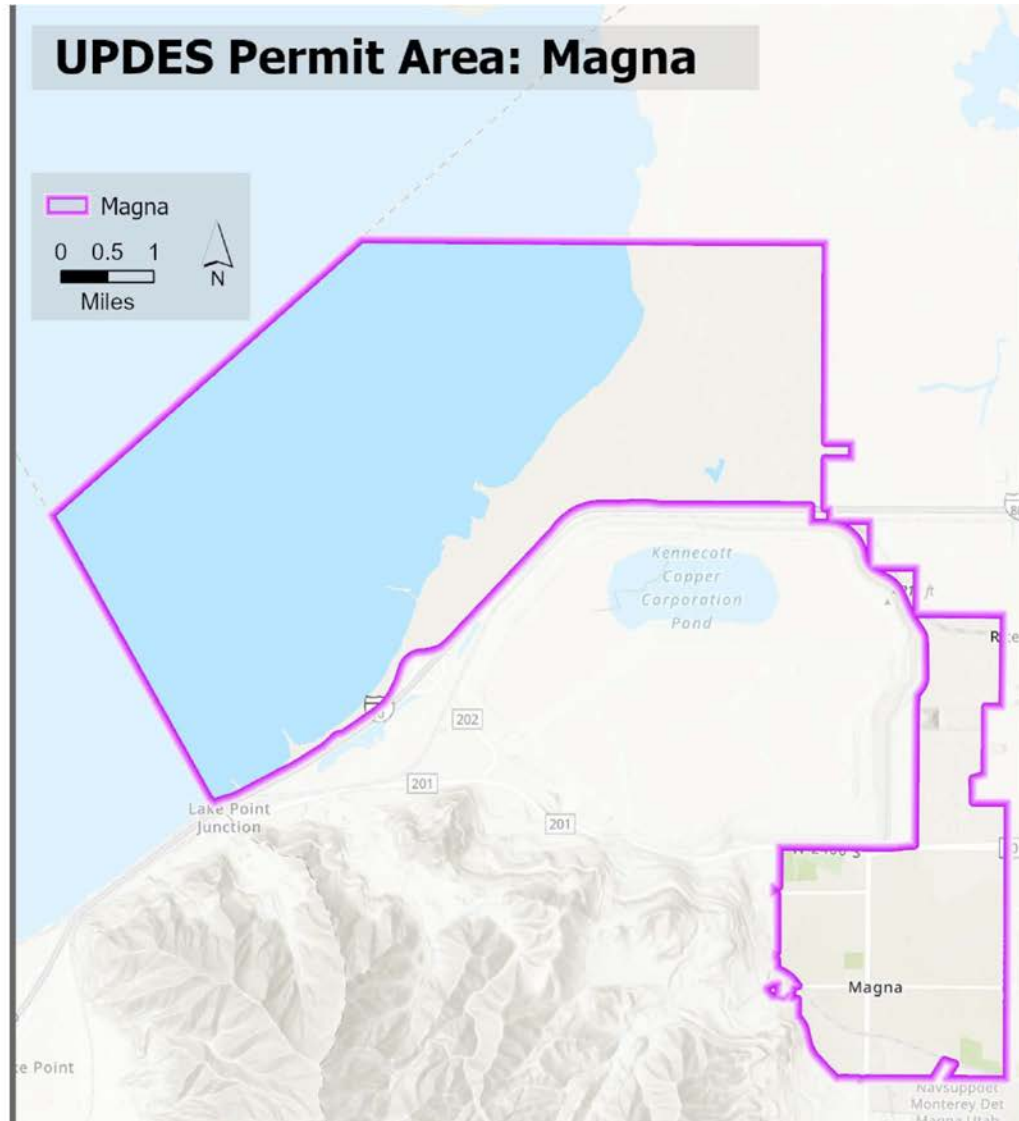 UPDES Permit Area: Magna
Magna
0 0.5 1
Miles
N
Kennecott
Copper
Corporation
Pond
ft
202
201
201
Lake Point
Junction
Magna
Point
Navsuppdet
Monterey Det
Magna Utah